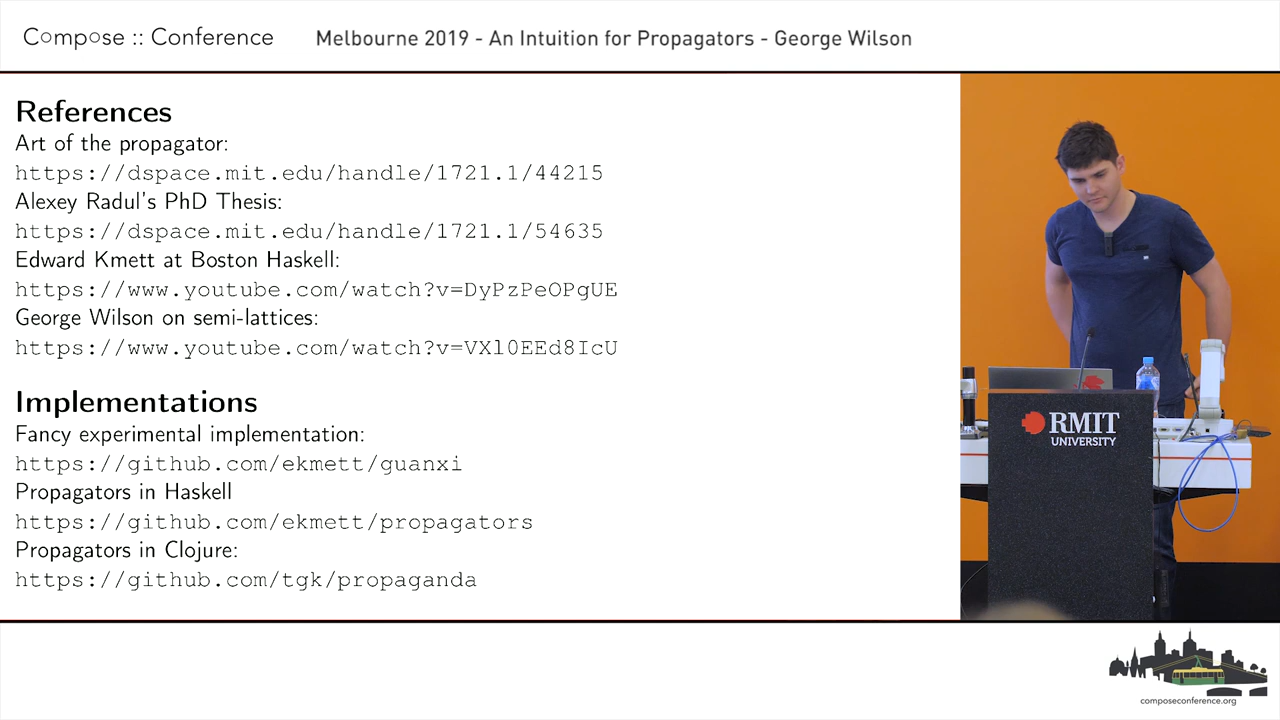 Compose :: Conference
Melbourne 2019 - An Intuition for Propagators - George Wilson
References
Art of the propagator:
https://dspace.mit.edu/handle/1721.1/44215
Alexey Radul's PhD Thesis:
https://dspace.mit.edu/handle/1721.1/54635
Edward Kmett at Boston Haskell:
https://www.youtube.com/watch?v=DyPzPeOPgUE
George Wilson on semi-lattices:
https://www.youtube.com/watch?v=VXl0EEd8IcU
Implementations
Fancy experimental implementation:
https://github.com/ekmett/guanxi
Propagators in Haskell
https://github.com/ekmett/propagators
Propagators in Clojure:
https://github.com/tgk/propaganda
RMIT
UNIVERSITY
composeconference.org